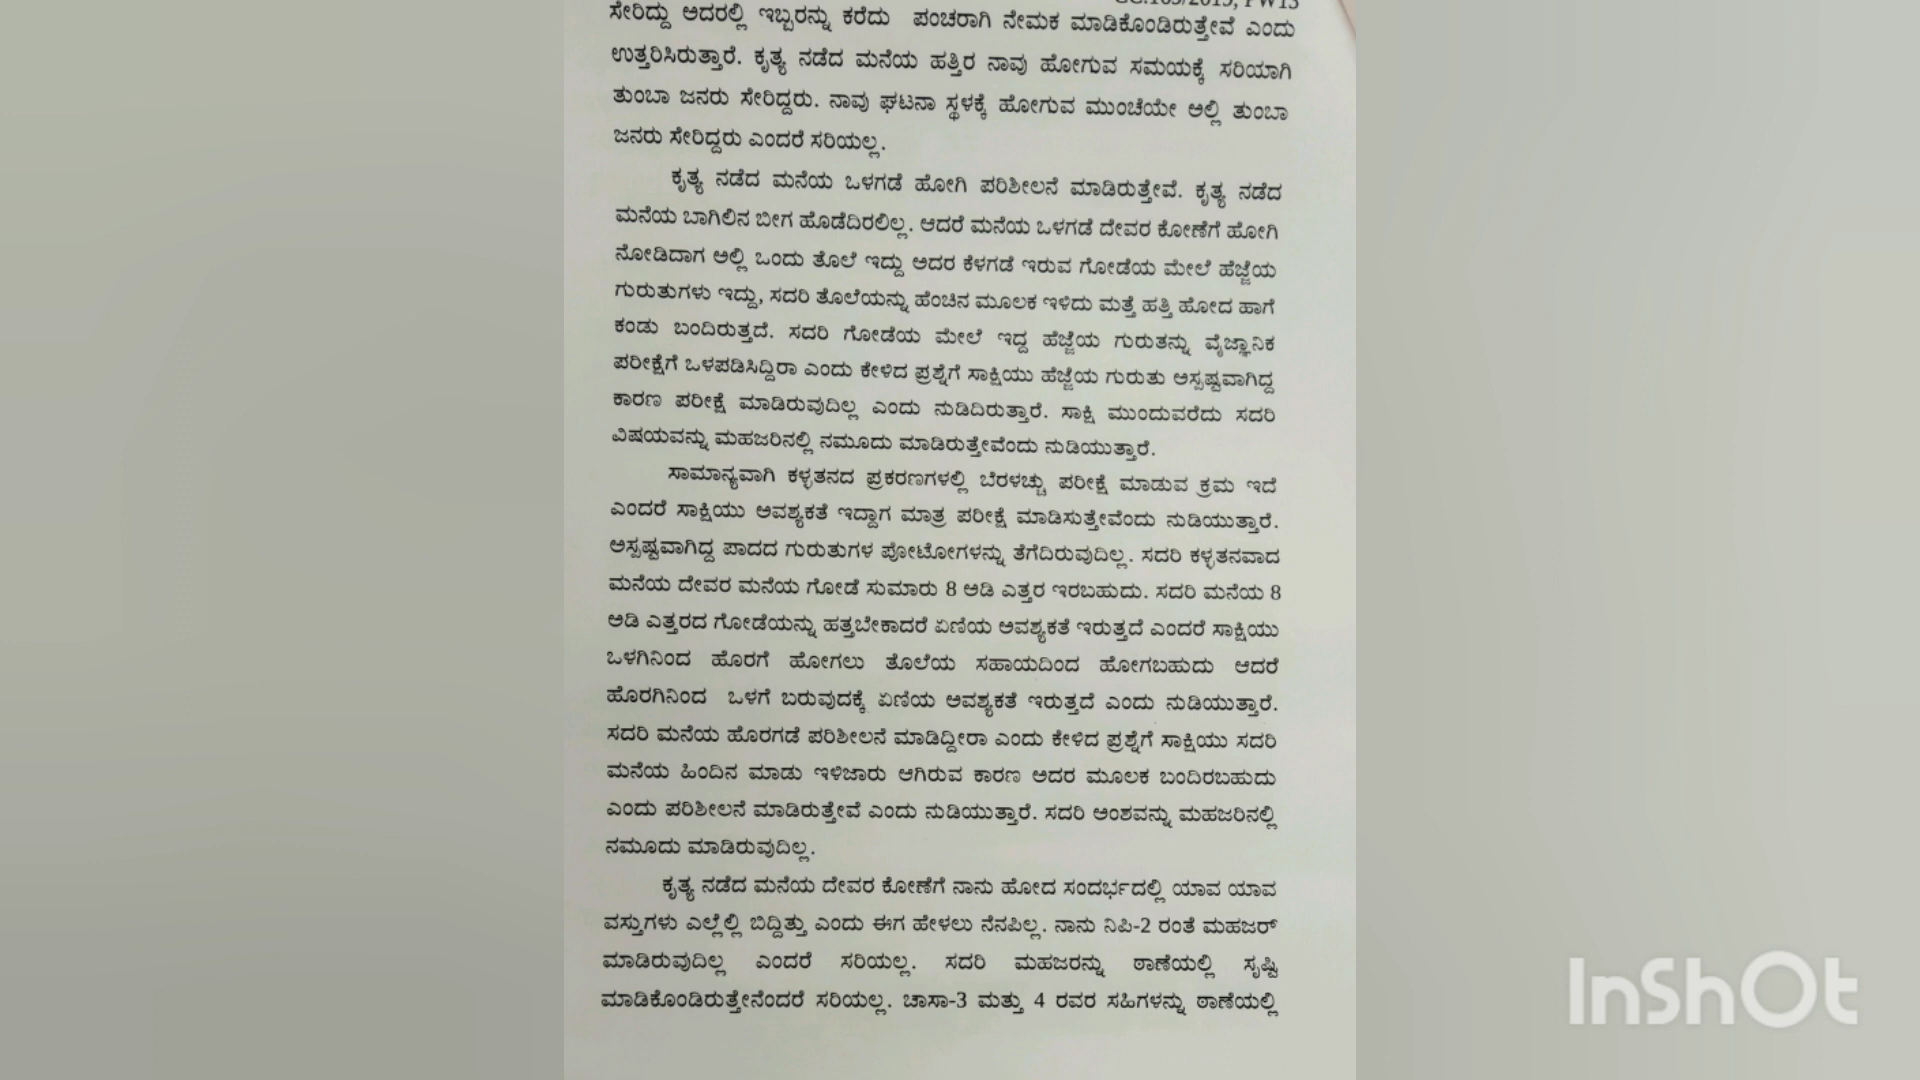 PW13
ಸೇರಿದ್ದು ಅದರಲ್ಲಿ ಇಬ್ಬರನ್ನು ಕರೆದು ಪಂಚರಾಗಿ ನೇಮಕ ಮಾಡಿಕೊಂಡಿರುತ್ತೇವೆ ಎಂದು
ಉತ್ತರಿಸಿರುತ್ತಾರೆ. ಕೃತ್ಯ ನಡೆದ ಮನೆಯ ಹತ್ತಿರ ನಾವು ಹೋಗುವ ಸಮಯಕ್ಕೆ ಸರಿಯಾಗಿ
ತುಂಬಾ ಜನರು ಸೇರಿದ್ದರು. ನಾವು ಘಟನಾ ಸ್ಥಳಕ್ಕೆ ಹೋಗುವ ಮುಂಚೆಯೇ ಅಲ್ಲಿ ತುಂಬಾ
ಜನರು ಸೇರಿದ್ದರು ಎಂದರೆ ಸರಿಯಲ್ಲ.
ಕೃತ್ಯ ನಡೆದ ಮನೆಯ ಒಳಗಡೆ ಹೋಗಿ ಪರಿಶೀಲನೆ ಮಾಡಿರುತ್ತೇವೆ. ಕೃತ್ಯ ನಡೆದ
ಮನೆಯ ಬಾಗಿಲಿನ ಬೀಗ ಹೊಡೆದಿರಲಿಲ್ಲ. ಆದರೆ ಮನೆಯ ಒಳಗಡೆ ದೇವರ ಕೋಣೆಗೆ ಹೋಗಿ
ನೋಡಿದಾಗ ಅಲ್ಲಿ ಒಂದು ತೊಲೆ ಇದ್ದು ಅದರ ಕೆಳಗಡೆ ಇರುವ ಗೋಡೆಯ ಮೇಲೆ ಹೆಜ್ಜೆಯ
ಗುರುತುಗಳು ಇದ್ದು, ಸದರಿ ತೊಲೆಯನ್ನು ಹೆಂಚಿನ ಮೂಲಕ ಇಳಿದು ಮತ್ತೆ ಹತ್ತಿ ಹೋದ ಹಾಗೆ
ಕಂಡು ಬಂದಿರುತ್ತದೆ. ಸದರಿ ಗೋಡೆಯ ಮೇಲೆ ಇದ್ದ ಹೆಜ್ಜೆಯ ಗುರುತನ್ನು ವೈಜ್ಞಾನಿಕ
ಪರೀಕ್ಷೆಗೆ ಒಳಪಡಿಸಿದ್ದಿರಾ ಎಂದು ಕೇಳಿದ ಪ್ರಶ್ನೆಗೆ ಸಾಕ್ಷಿಯು ಹೆಜ್ಜೆಯ ಗುರುತು ಅಸ್ಪಷ್ಟವಾಗಿದ್ದ
ಕಾರಣ ಪರೀಕ್ಷೆ ಮಾಡಿರುವುದಿಲ್ಲ ಎಂದು ನುಡಿದಿರುತ್ತಾರೆ. ಸಾಕ್ಷಿ ಮುಂದುವರೆದು ಸದರಿ
ವಿಷಯವನ್ನು ಮಹಜರಿನಲ್ಲಿ ನಮೂದು ಮಾಡಿರುತ್ತೇವೆಂದು ನುಡಿಯುತ್ತಾರೆ.
ಸಾಮಾನ್ಯವಾಗಿ ಕಳ್ಳತನದ ಪ್ರಕರಣಗಳಲ್ಲಿ ಬೆರಳಚ್ಚು ಪರೀಕ್ಷೆ ಮಾಡುವ ಕ್ರಮ ಇದೆ
ಎಂದರೆ ಸಾಕ್ಷಿಯು ಅವಶ್ಯಕತೆ ಇದ್ದಾಗ ಮಾತ್ರ ಪರೀಕ್ಷೆ ಮಾಡಿಸುತ್ತೇವೆಂದು ನುಡಿಯುತ್ತಾರೆ.
ಅಸ್ಪಷ್ಟವಾಗಿದ್ದ ಪಾದದ ಗುರುತುಗಳ ಪೋಟೋಗಳನ್ನು ತೆಗೆದಿರುವುದಿಲ್ಲ. ಸದರಿ ಕಳ್ಳತನವಾದ
ಮನೆಯ ದೇವರ ಮನೆಯ ಗೋಡೆ ಸುಮಾರು 8 ಅಡಿ ಎತ್ತರ ಇರಬಹುದು. ಸದರಿ ಮನೆಯ 8
ಅಡಿ ಎತ್ತರದ ಗೋಡೆಯನ್ನು ಹತ್ತಬೇಕಾದರೆ ಏಣಿಯ ಅವಶ್ಯಕತೆ ಇರುತ್ತದೆ ಎಂದರೆ ಸಾಕ್ಷಿಯು
ಒಳಗಿನಿಂದ ಹೊರಗೆ ಹೋಗಲು ತೊಲೆಯ ಸಹಾಯದಿಂದ ಹೋಗಬಹುದು ಆದರೆ
ಹೊರಗಿನಿಂದ ಒಳಗೆ ಬರುವುದಕ್ಕೆ ಏಣಿಯ ಅವಶ್ಯಕತೆ ಇರುತ್ತದೆ ಎಂದು ನುಡಿಯುತ್ತಾರೆ.
ಸದರಿ ಮನೆಯ ಹೊರಗಡೆ ಪರಿಶೀಲನೆ ಮಾಡಿದ್ದೀರಾ ಎಂದು ಕೇಳಿದ ಪ್ರಶ್ನೆಗೆ ಸಾಕ್ಷಿಯು ಸದರಿ
ಮನೆಯ ಹಿಂದಿನ ಮಾಡು ಇಳಿಜಾರು ಆಗಿರುವ ಕಾರಣ ಅದರ ಮೂಲಕ ಬಂದಿರಬಹುದು
ಎಂದು ಪರಿಶೀಲನೆ ಮಾಡಿರುತ್ತೇವೆ ಎಂದು ನುಡಿಯುತ್ತಾರೆ. ಸದರಿ ಅಂಶವನ್ನು ಮಹಜರಿನಲ್ಲಿ
ನಮೂದು ಮಾಡಿರುವುದಿಲ್ಲ.
ಕೃತ್ಯ ನಡೆದ ಮನೆಯ ದೇವರ ಕೋಣೆಗೆ ನಾನು ಹೋದ ಸಂದರ್ಭದಲ್ಲಿ ಯಾವ ಯಾವ
ವಸ್ತುಗಳು ಎಲ್ಲೆಲ್ಲಿ ಬಿದ್ದಿತ್ತು ಎಂದು ಈಗ ಹೇಳಲು ನೆನಪಿಲ್ಲ. ನಾನು ನಿಪಿ-2 ರಂತೆ ಮಹಜರ್
ಮಾಡಿರುವುದಿಲ್ಲ ಎಂದರೆ ಸರಿಯಲ್ಲ. ಸದರಿ ಮಹಜರನ್ನು ಠಾಣೆಯಲ್ಲಿ ಸೃಷ್ಟಿ
ಮಾಡಿಕೊಂಡಿರುತ್ತೇನೆಂದರೆ ಸರಿಯಲ್ಲ. ಚಾಸಾ-3 ಮತ್ತು 4 ರವರ ಸಹಿಗಳನ್ನು ಠಾಣೆಯಲ್ಲಿ
InShOt